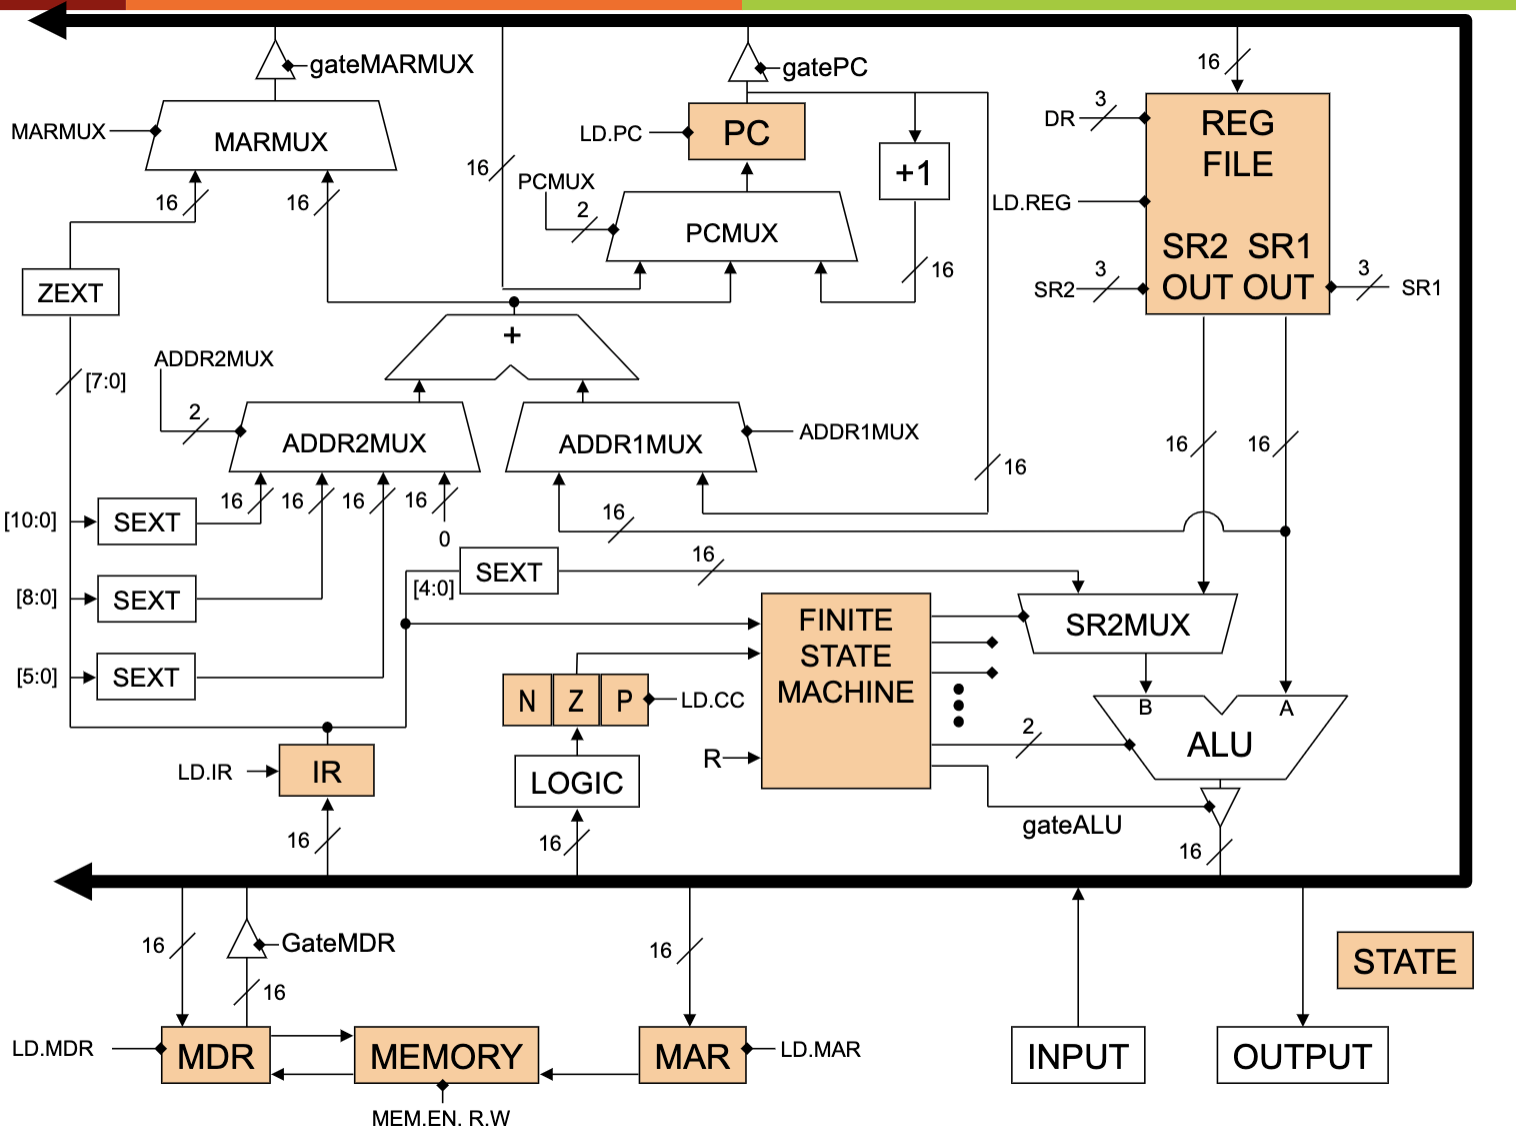 gateMARMUX
gatePC
16
3
DR
REG
FILE
LD.PC
PC
MARMUX
MARMUX
+1
16
PCMUX
2
16
16
LD.REG
PCMUX
SR2 SR1
OUT OUT
3
SR2
3
SR1
16
ZEXT
+
ADDR2MUX
[7:0]
2
ADDR2MUX
ADDR1MUX
ADDR1MUX
16
16
16
16
16
16
16
16
[10:0]
SEXT
0
16
SEXT
[4:0]
[8:0]
SEXT
FINITE
STATE
MACHINE
SR2MUX
[5:0]
SEXT
N Z P
LD.CC
B
A
2
ALU
R
LD.IR
IR
LOGIC
gateALU
16
16
16
16
GateMDR
16
16
STATE
LD.MDR
MDR
MEMORY
MAR
LD.MAR
INPUT
OUTPUT
MEM.EN, R.W